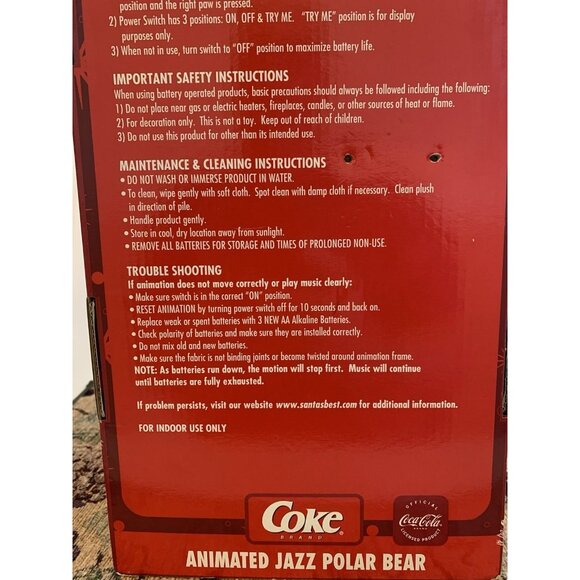 position and the right paw is pressed.
2) Power Switch has 3 positions: ON, OFF & TRY ME. "TRY ME" position is for display
purposes only.
3) When not in use, turn switch to "OFF" position to maximize battery life.
IMPORTANT SAFETY INSTRUCTIONS
When using battery operated products, basic precautions should always be followed including the following:
1) Do not place near gas or electric heaters, fireplaces, candles, or other sources of heat or flame.
2) For decoration only. This is not a toy. Keep out of reach of children.
3) Do not use this product for other than its intended use.
MAINTENANCE & CLEANING INSTRUCTIONS
• DO NOT WASH OR IMMERSE PRODUCT IN WATER.
• To clean, wipe gently with soft cloth. Spot clean with damp cloth if necessary. Clean plush
in direction of pile.
• Handle product gently.
• Store in cool, dry location away from sunlight.
• REMOVE ALL BATTERIES FOR STORAGE AND TIMES OF PROLONGED NON-USE.
TROUBLE SHOOTING
If animation does not move correctly or play music clearly:
• Make sure switch is in the correct "ON" position.
• RESET ANIMATION by turning power switch off for 10 seconds and back on.
• Replace weak or spent batteries with 3 NEW AA Alkaline Batteries.
• Check polarity of batteries and make sure they are installed correctly.
• Do not mix old and new batteries.
• Make sure the fabric is not binding joints or become twisted around animation frame.
NOTE: As batteries run down, the motion will stop first. Music will continue
until batteries are fully exhausted.
If problem persists, visit our website www.santasbest.com for additional information.
FOR INDOOR USE ONLY
Coke®
BRAND
OFFICIAL
Coca-Cola
BRAND
LICENSED PRODUCT
ANIMATED JAZZ POLAR BEAR